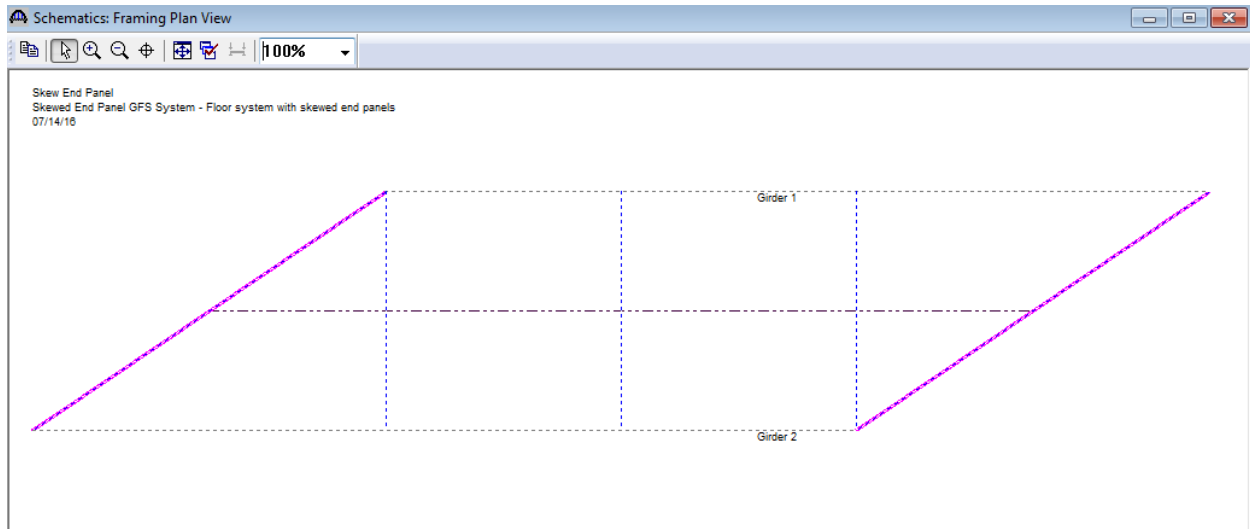 Schematics: Framing Plan View
100%
Skew End Panel
Skewed End Panel GFS System - Floor system with skewed end panels
07/14/16
Girder 1
Girder 2